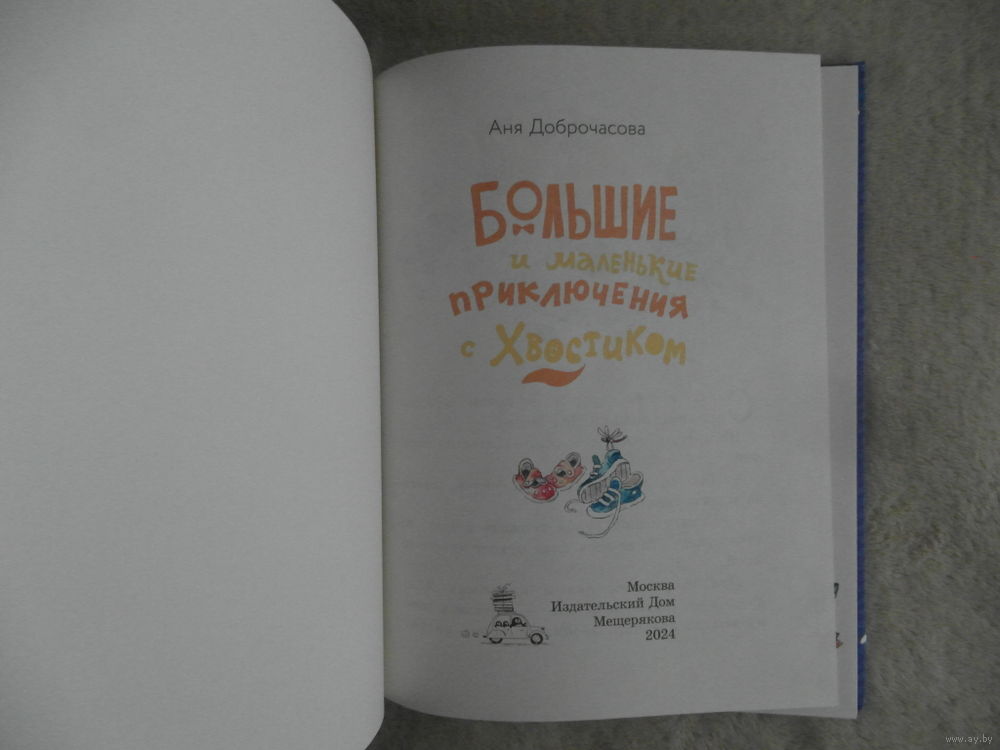 Аня Доброчасова
БОЛЬШИЕ
и маленькие
приключения
с Хвостиком
Москва
Издательский Дом
Мещерякова
2024
www.ay.by